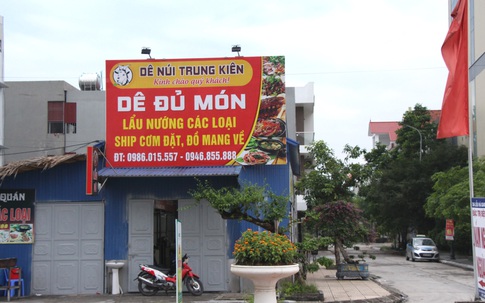 DÊ NÚI TRUNG KIÊN
Kính chào quý khách!
DÊ ĐỦ MÓN
LẨU NƯỚNG CÁC LOẠI
SHIP CƠM ĐẶT, ĐỒ MANG VỀ
ĐT: 0986.015.557 - 0946.855.888
QUÁN
CÁC LOẠI